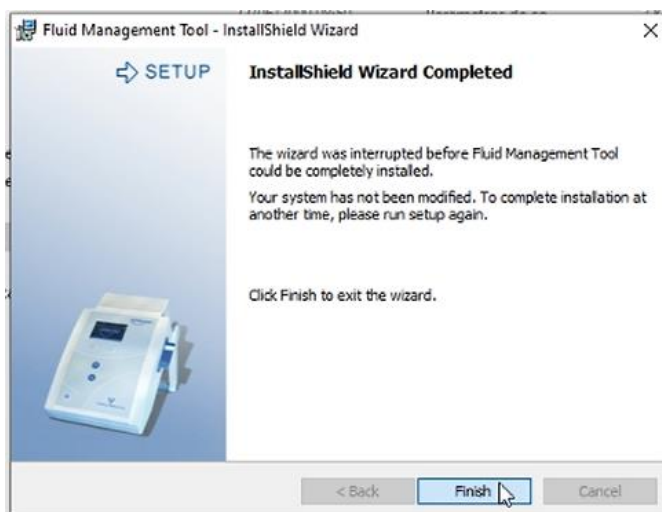 Fluid Management Tool - InstallShield Wizard
SETUP
InstallShield Wizard Completed
The wizard was interrupted before Fluid Management Tool
could be completely installed.
Your system has not been modified. To complete installation at
another time, please run setup again.
Click Finish to exit the wizard.
< Back
Finish
Cancel